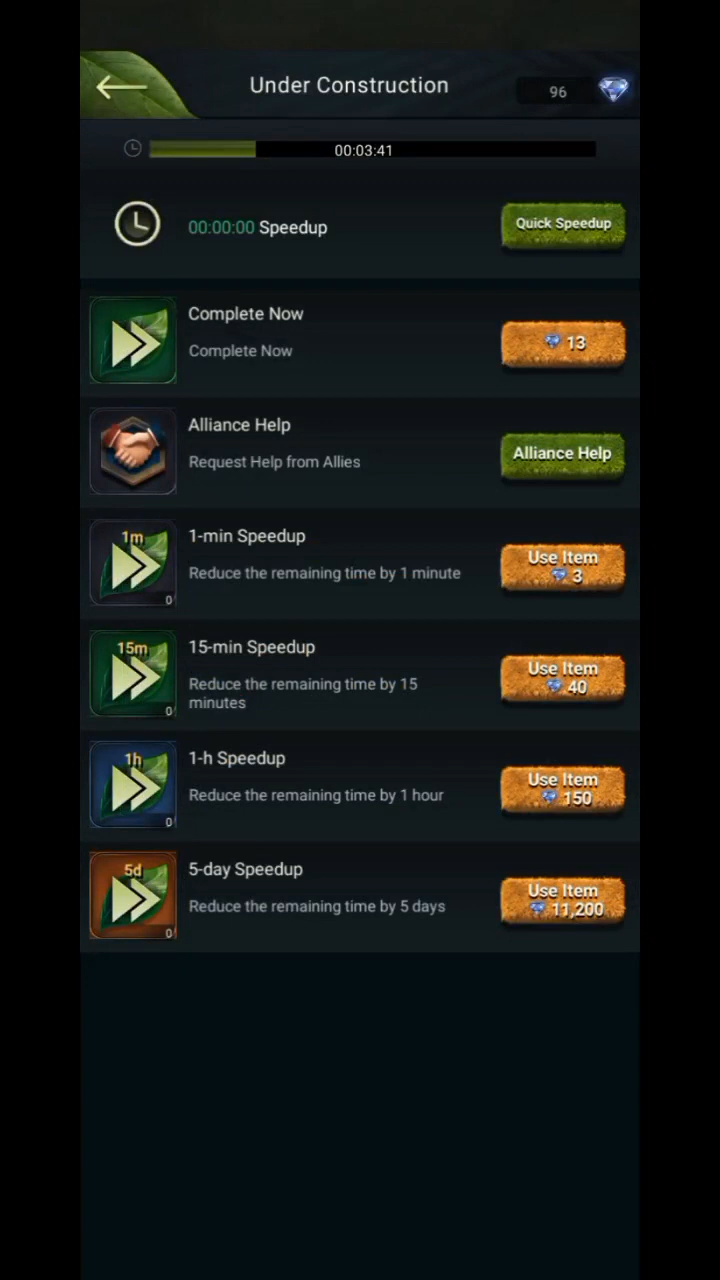 Under Construction
96
00:03:41
00:00:00 Speedup
Quick Speedup
Complete Now
Complete Now
13
Alliance Help
Request Help from Allies
Alliance Help
1m
0
1-min Speedup
Reduce the remaining time by 1 minute
Use Item
3
15m
0
15-min Speedup
Reduce the remaining time by 15
minutes
Use Item
40
1h
0
1-h Speedup
Reduce the remaining time by 1 hour
Use Item
150
5d
0
5-day Speedup
Reduce the remaining time by 5 days
Use Item
11,200